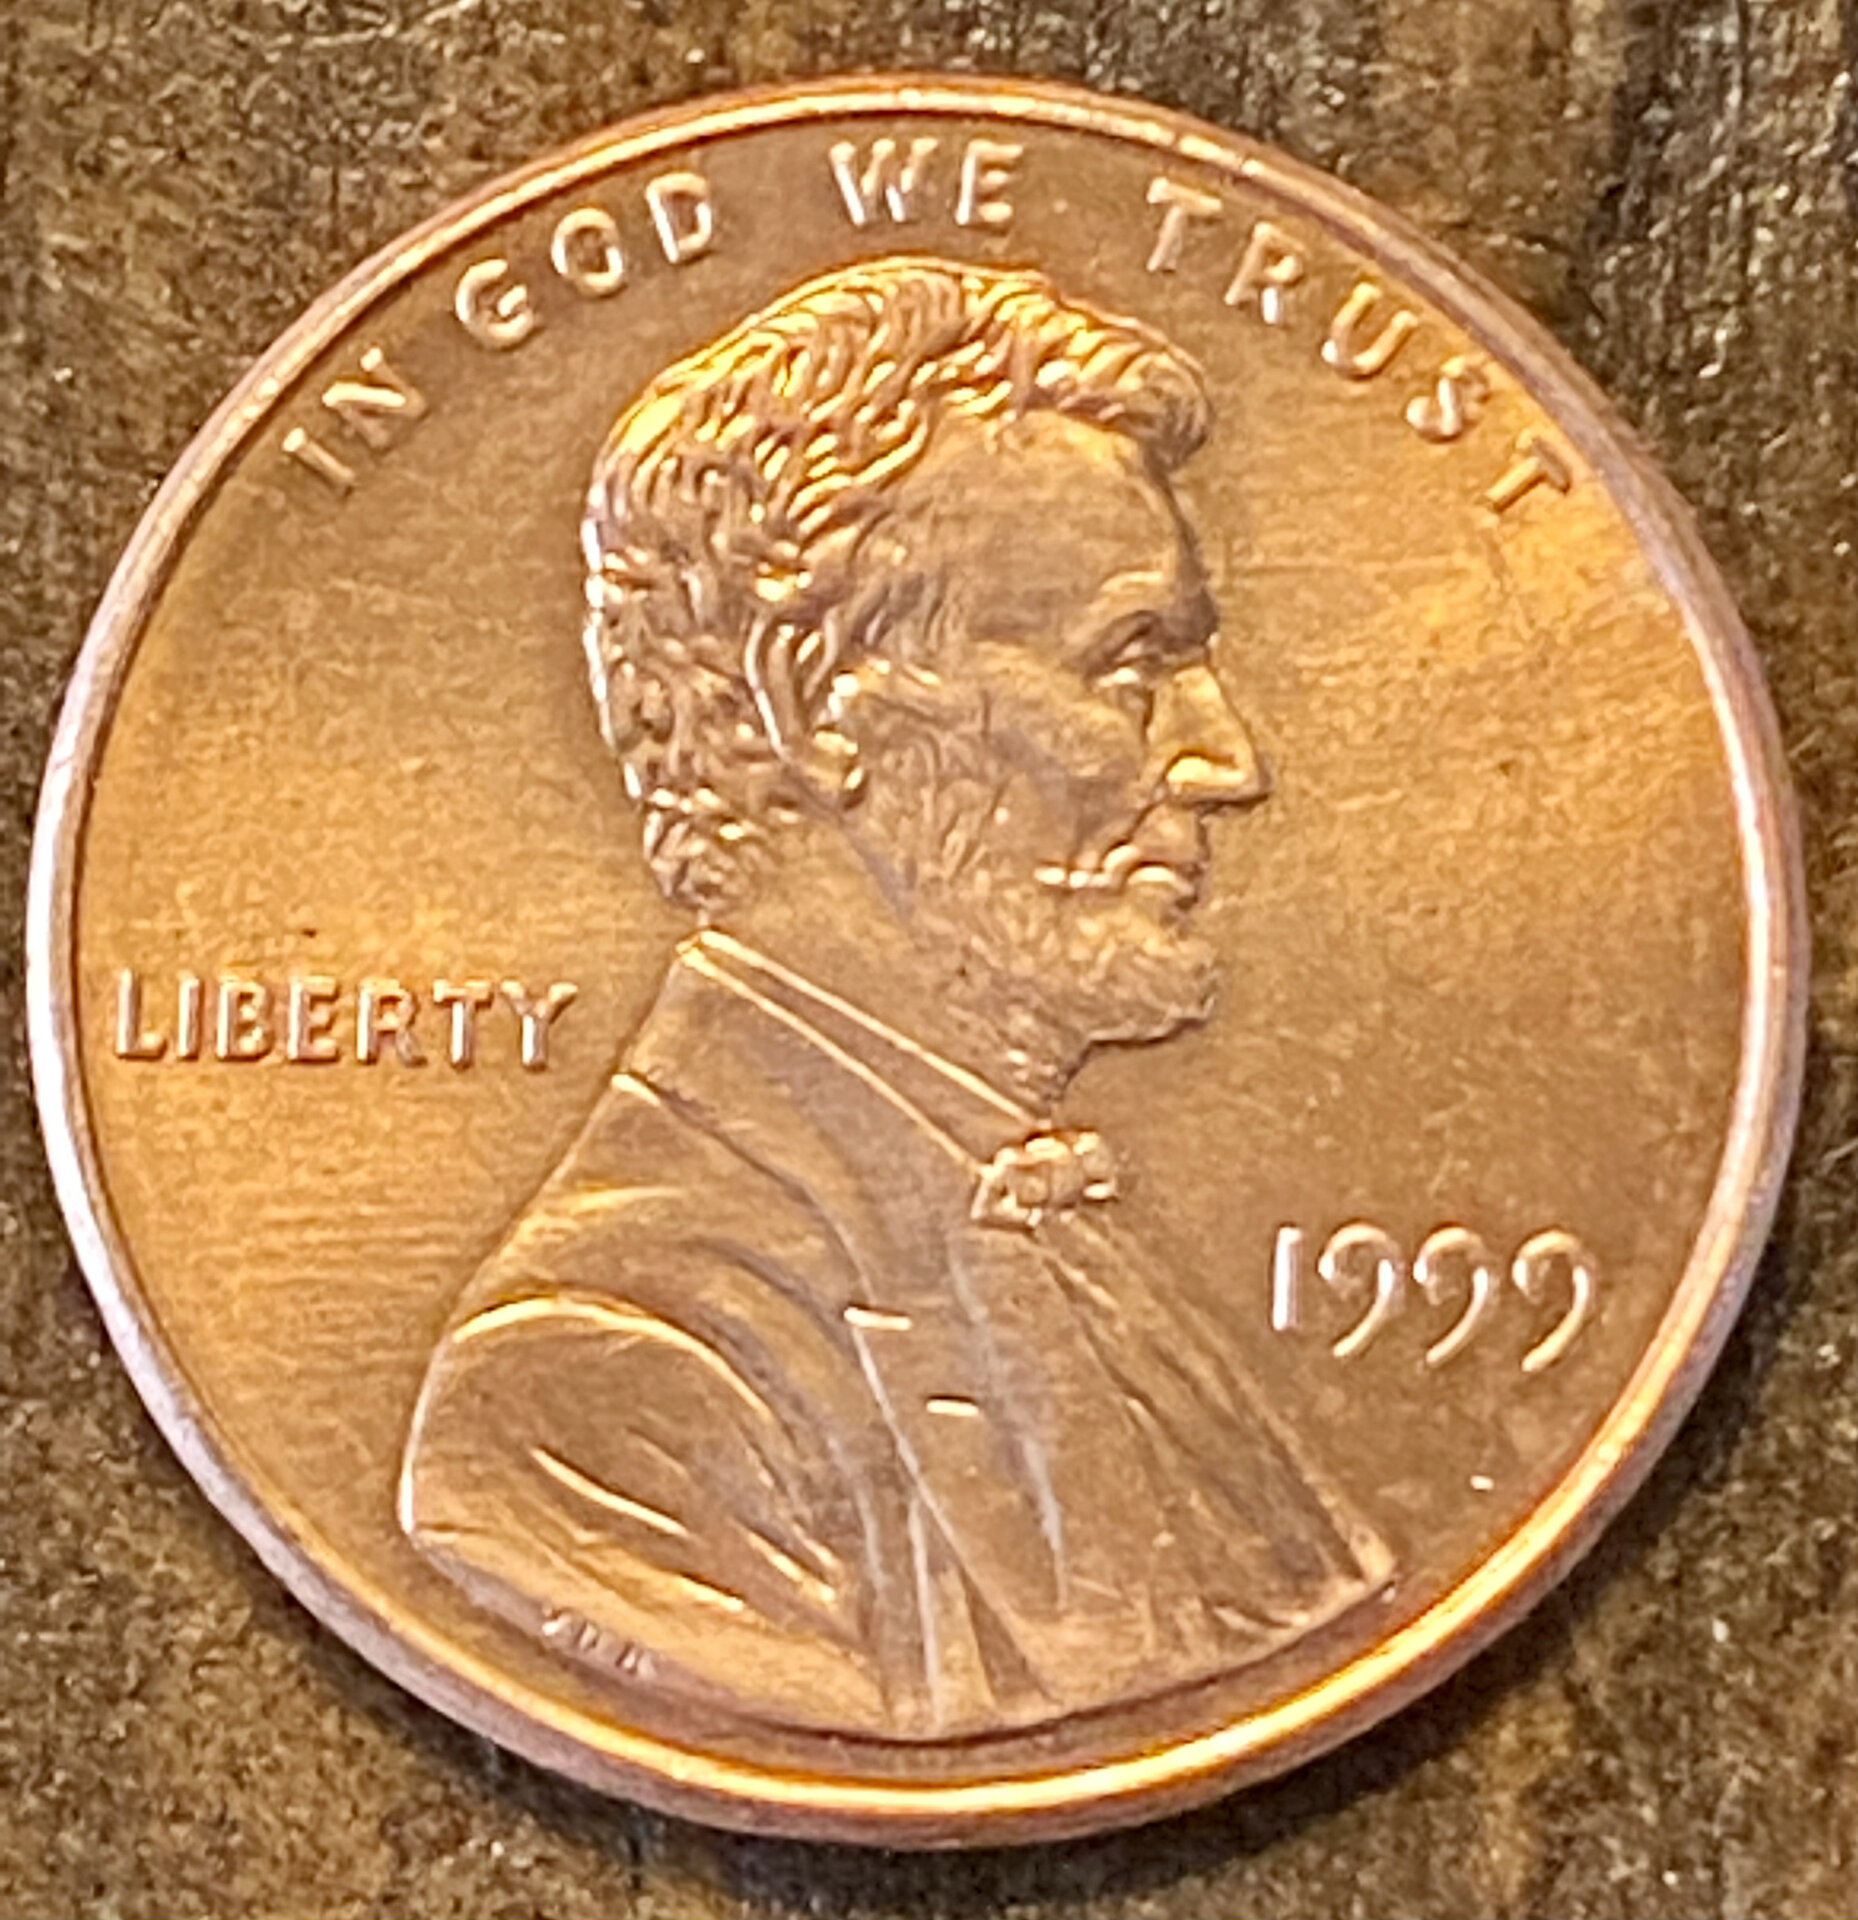 IN GOD WE TRUST
LIBERTY
1999